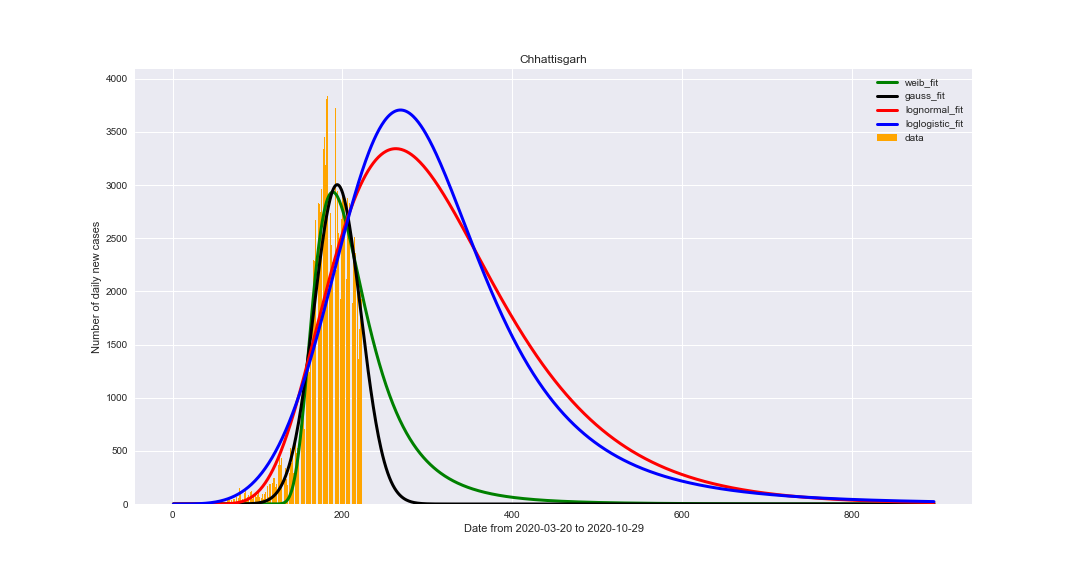 Chhattisgarh
4000
3500
3000
2500
2000
1500
1000
500
0
Number of daily new cases
weib_fit
gauss_fit
lognormal_fit
loglogistic_fit
data
0 200 400 600 800
Date from 2020-03-20 to 2020-10-29